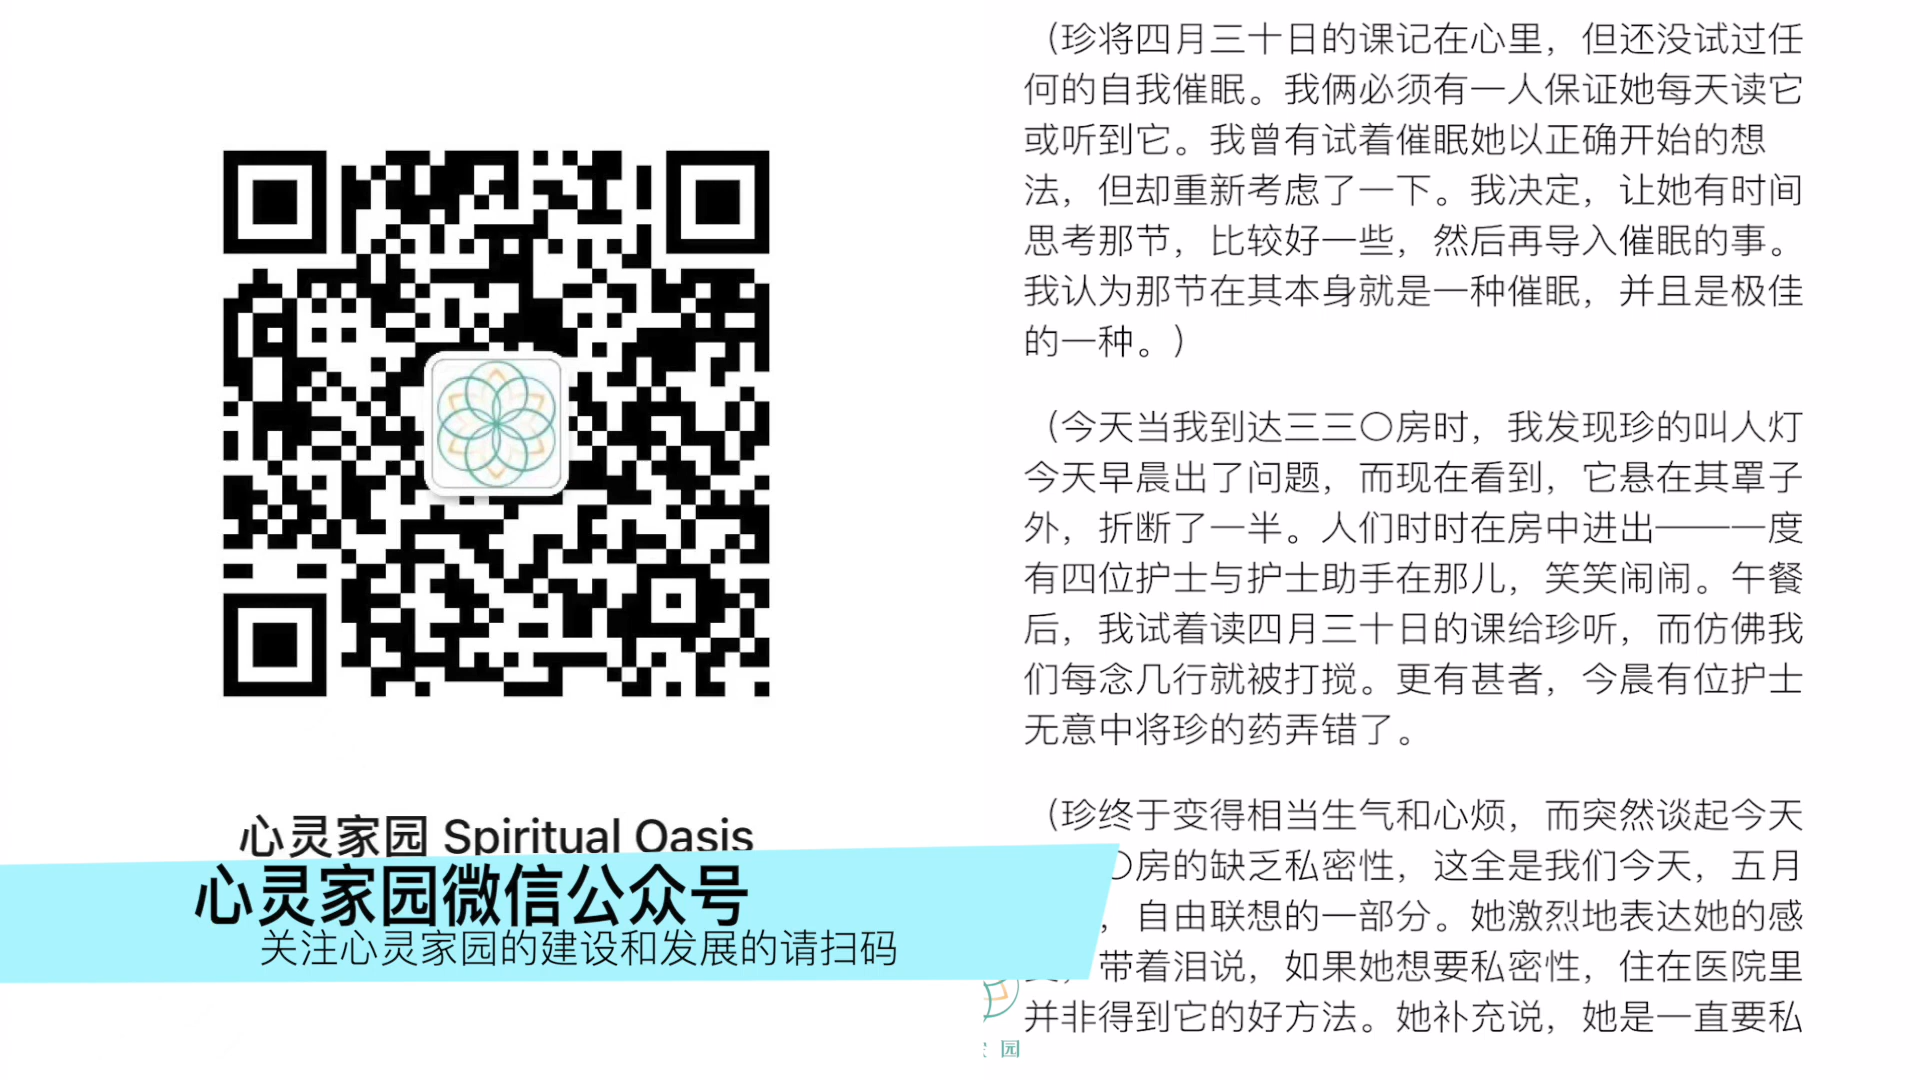 心灵家园 Spiritual Oasis
心灵家园微信公众号
关注心灵家园的建设和发展的请扫码
（珍将四月三十日的课记在心里，但还没试过任
何的自我催眠。我俩必须有一人保证她每天读它
或听到它。我曾有试着催眠她以正确开始的想
法，但却重新考虑了一下。我决定，让她有时间
思考那节，比较好一些，然后再导入催眠的事。
我认为那节在其本身就是一种催眠，并且是极佳
的一种。）
（今天当我到达三三〇房时，我发现珍的叫人灯
今天早晨出了问题，而现在看到，它悬在其罩子
外，折断了一半。人们时时在房中进出——一度
有四位护士与护士助手在那儿，笑笑闹闹。午餐
后，我试着读四月三十日的课给珍听，而仿佛我
们每念几行就被打搅。更有甚者，今晨有位护士
无意中将珍的药弄错了。
（珍终于变得相当生气和心烦，而突然谈起今天
〇房的缺乏私密性，这全是我们今天，五月
，自由联想的一部分。她激烈地表达她的感
，带着泪说，如果她想要私密性，住在医院里
并非得到它的好方法。她补充说，她是一直要私
园